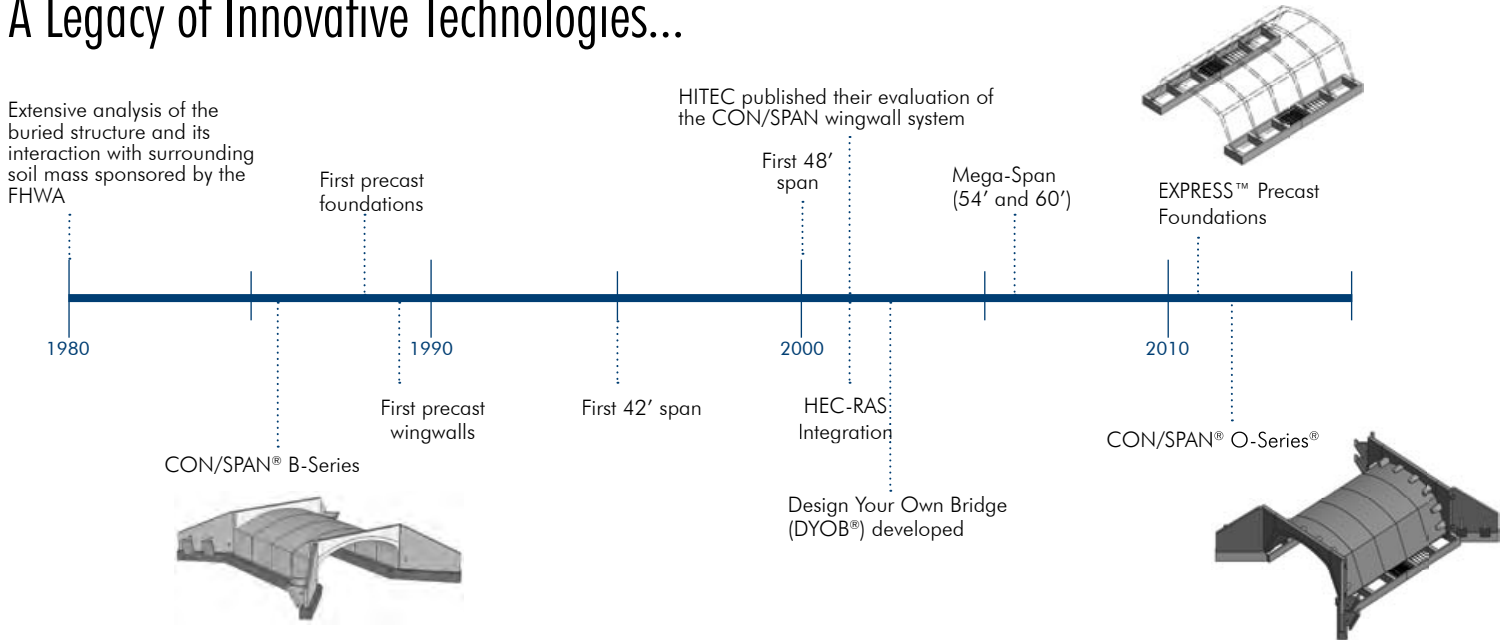 A Legacy of Innovative Technologies...
Extensive analysis of the
buried structure and its
interaction with surrounding
soil mass sponsored by the
FHWA
First precast
foundations
HITEC published their evaluation of
the CON/SPAN wingwall system
First 48’
span
Mega-Span
(54’ and 60’)
EXPRESS™ Precast
Foundations
1980
1990
2000
2010
CON/SPAN® B-Series
First precast
wingwalls
First 42’ span
HEC-RAS
Integration
Design Your Own Bridge
(DYOB®) developed
CON/SPAN® O-Series®